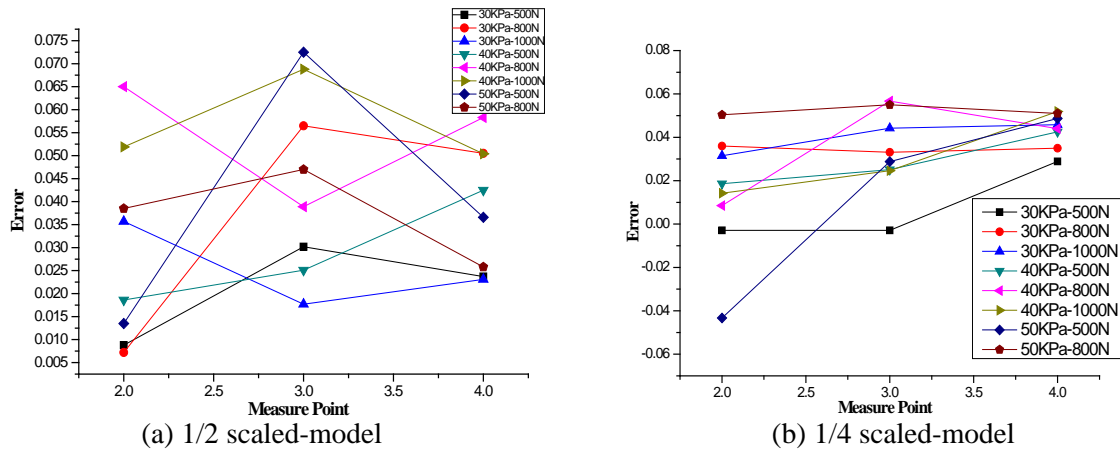 30KPa-500N
30KPa-800N
30KPa-1000N
40KPa-500N
40KPa-800N
40KPa-1000N
50KPa-500N
50KPa-800N
0.075
0.070
0.065
0.060
0.055
0.050
0.045
0.040
0.035
0.030
0.025
0.020
0.015
0.010
0.005
Error
2.0 2.5 3.0 3.5 4.0
Measure Point
(a) 1/2 scaled-model
0.08
0.06
0.04
0.02
0.00
-0.02
-0.04
-0.06
Error
30KPa-500N
30KPa-800N
30KPa-1000N
40KPa-500N
40KPa-800N
40KPa-1000N
50KPa-500N
50KPa-800N
2.0 2.5 3.0 3.5 4.0
Measure Point
(b) 1/4 scaled-model